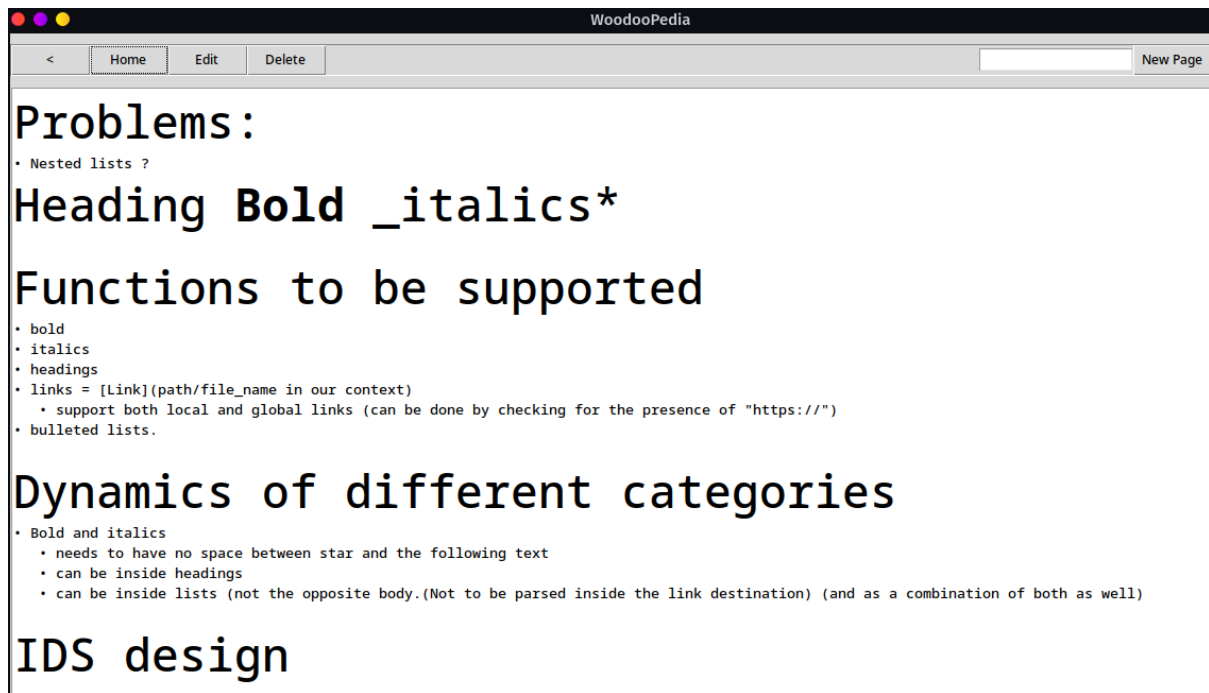 WoodooPedia
< Home Edit Delete New Page
Problems:
• Nested lists ?
Heading Bold _italics*
Functions to be supported
• bold
• italics
• headings
• links = [Link](path/file_name in our context)
• support both local and global links (can be done by checking for the presence of "https://")
• bulleted lists.
Dynamics of different categories
• Bold and italics
• needs to have no space between star and the following text
• can be inside headings
• can be inside lists (not the opposite body.(Not to be parsed inside the link destination) (and as a combination of both as well)
IDS design